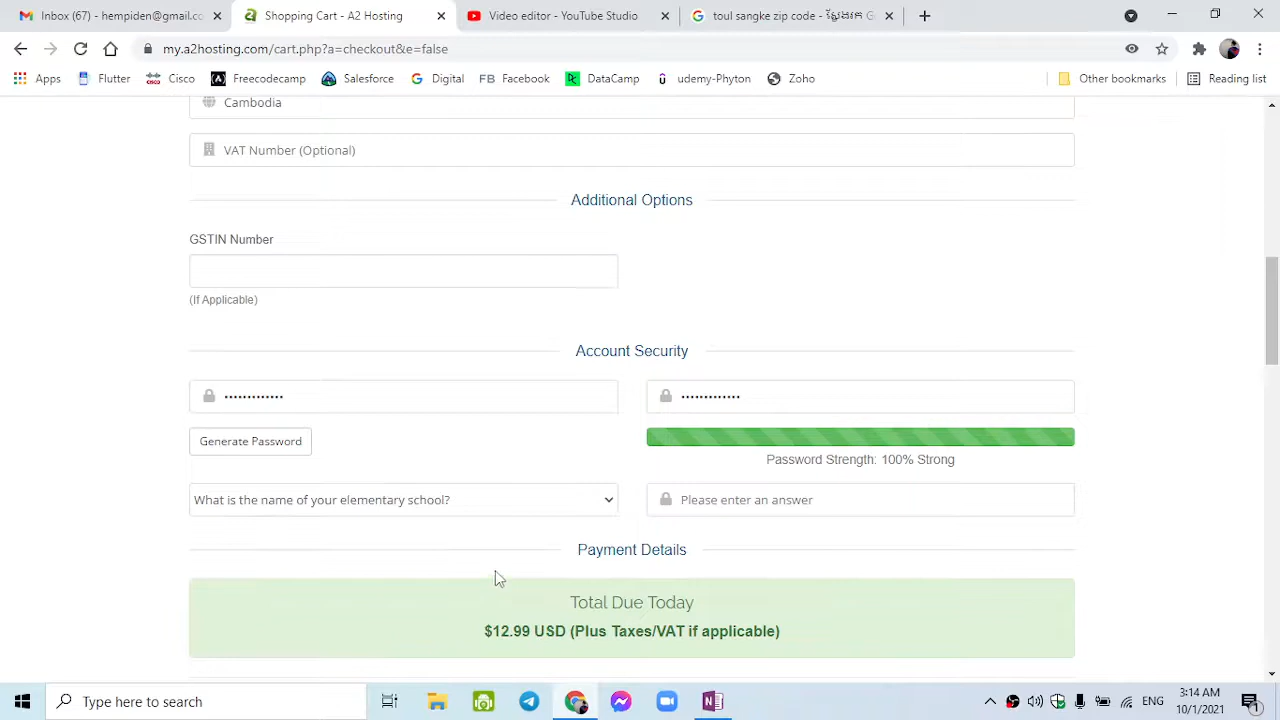 Inbox (67) - hempiden@gmail.cc
Shopping Cart - A2 Hosting
Video editor - YouTube Studio
toul sangke zip code -
my.a2hosting.com/cart.php?a=checkout&e=false
Apps
Flutter
Cisco
Freecodecamp
Salesforce
Digital
FB Facebook
DataCamp
udemy-Phyton
Zoho
Other bookmarks
Reading list
Cambodia
VAT Number (Optional)
Additional Options
GSTIN Number
(If Applicable)
Account Security
Generate Password
Password Strength: 100% Strong
What is the name of your elementary school?
Please enter an answer
Payment Details
Total Due Today
$12.99 USD (Plus Taxes/VAT if applicable)
Type here to search
ENG
3:14 AM
10/1/2021